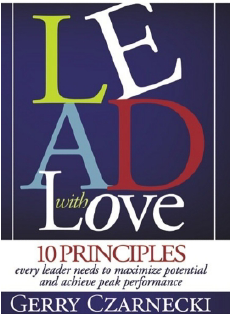 LE
AD
with
Love
10 PRINCIPLES
every leader needs to maximize potential
and achieve peak performance
GERRY CZARNECKI